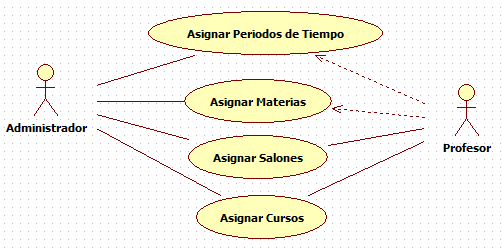 Asignar Periodos de Tiempo
Asignar Materias
Administrador
Profesor
Asignar Salones
Asignar Cursos